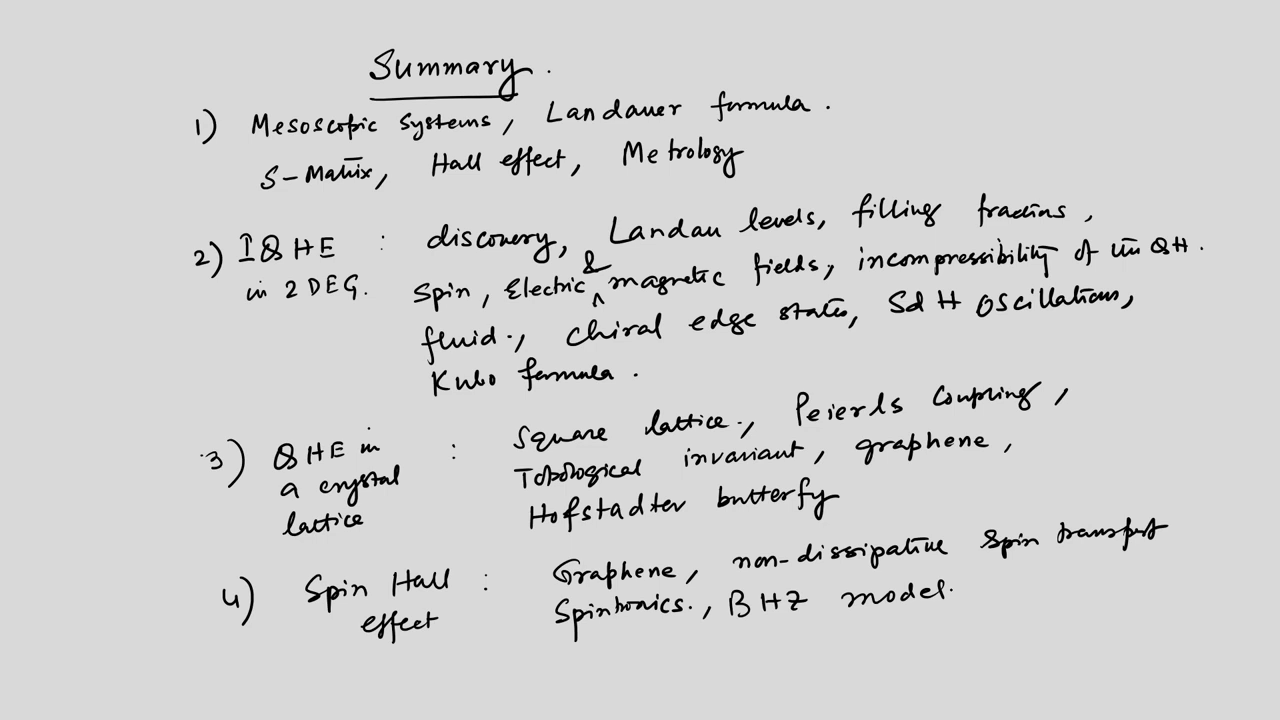 Summary.
1) Mesoscopic Systems, Landauer formula.
S-Matrix, Hall effect, Metrology
2) IQHE : discovery, Landau levels, filling fractions,
in 2DEG. Spin, Electric & magnetic fields, incompressibility of the QH.
fluid., Chiral edge states, SdH oscillations,
Kubo formula.
3) QHE in : Square lattice., Peierls Coupling,
a crystal Topological invariant, graphene,
lattice Hofstadter butterfy
4) Spin Hall : Graphene, non-dissipative spin transport
effect Spintronics., BHZ model.